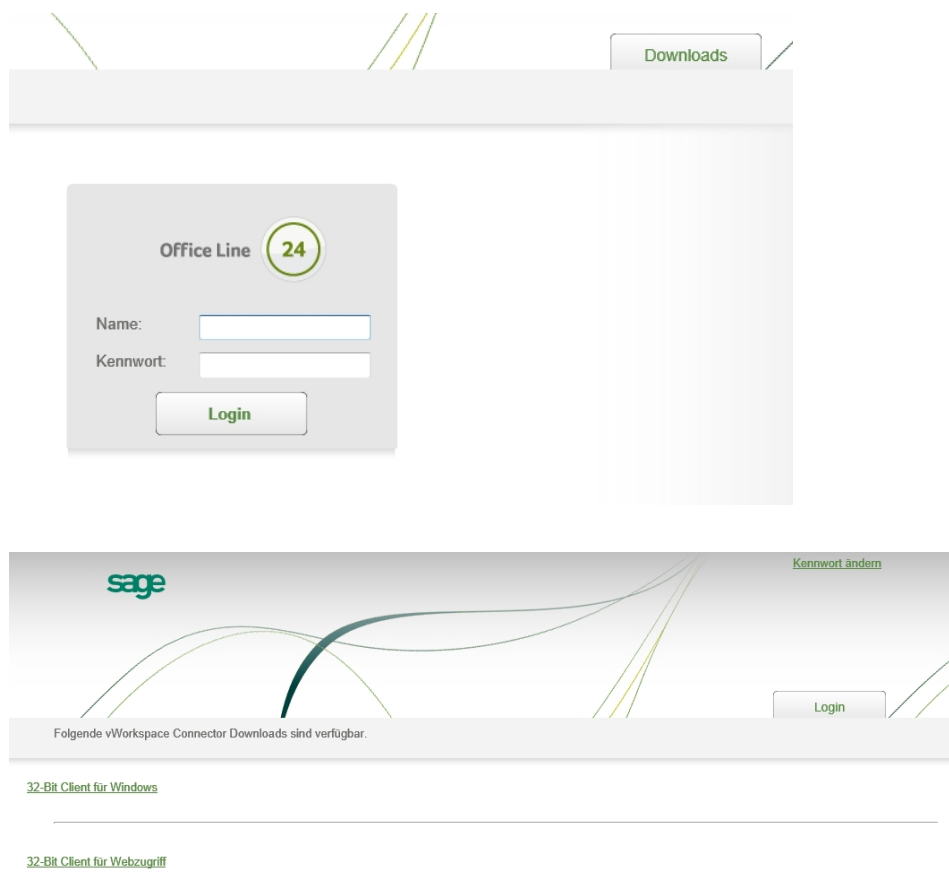 Downloads
Office Line 24
Name:
Kennwort:
Login
sage
Kennwort ändern
Login
Folgende vWorkspace Connector Downloads sind verfügbar.
32-Bit Client für Windows
32-Bit Client für Webzugriff